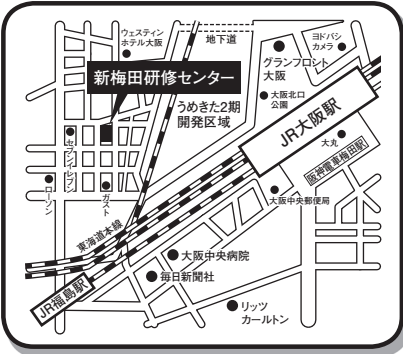 ウェスティン
ホテル大阪
地下道
ヨドバシ
カメラ
グランフロント
大阪
新梅田研修センター
大阪北口
公園
うめきた2期
開発区域
JR大阪駅
大丸
阪神電車梅田駅
セブンイレブン
ローソン
ガスト
大阪中央郵便局
東海道本線
大阪中央病院
毎日新聞社
JR福島駅
リッツ
カールトン